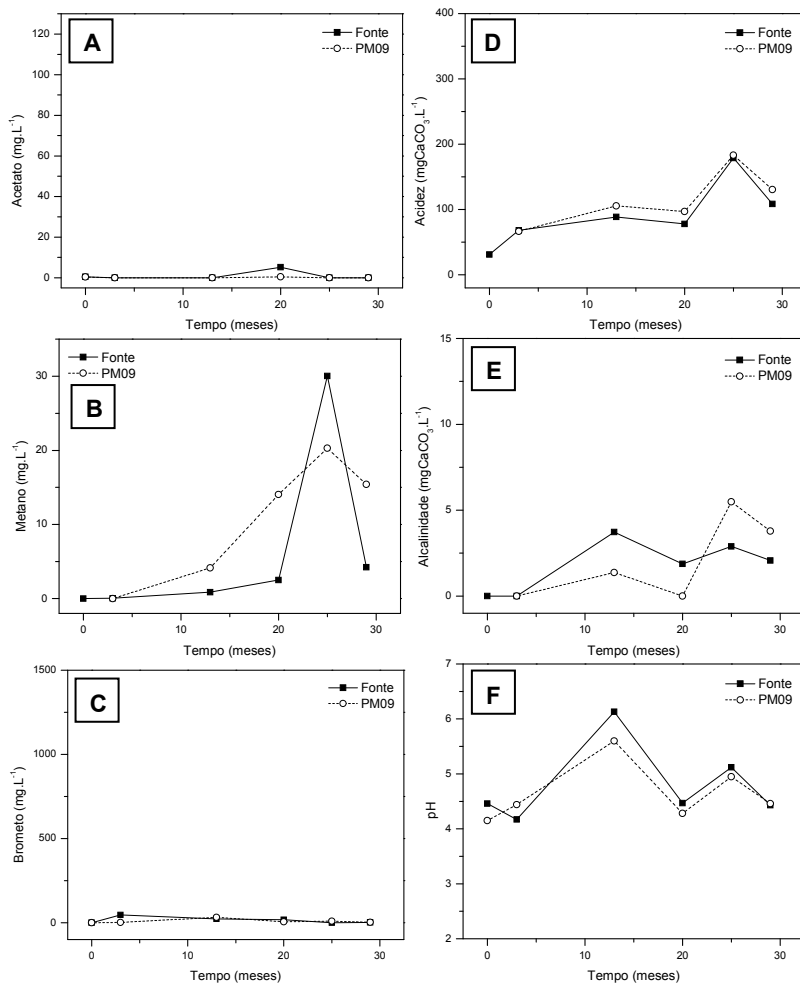 A
Fonte
PM09
Acetato (mg.L⁻¹)
120
100
80
60
40
20
0
0 10 20 30
Tempo (meses)
D
Fonte
PM09
Acidez (mgCaCO₃.L⁻¹)
400
300
200
100
0
0 10 20 30
Tempo (meses)
B
Fonte
PM09
Metano (mg.L⁻¹)
30
20
10
0
0 10 20 30
Tempo (meses)
E
Fonte
PM09
Alcalinidade (mgCaCO₃.L⁻¹)
15
10
5
0
0 10 20 30
Tempo (meses)
C
Fonte
PM09
Brometo (mg.L⁻¹)
1500
1000
500
0
0 10 20 30
Tempo (meses)
F
Fonte
PM09
pH
7
6
5
4
3
2
0 10 20 30
Tempo (meses)